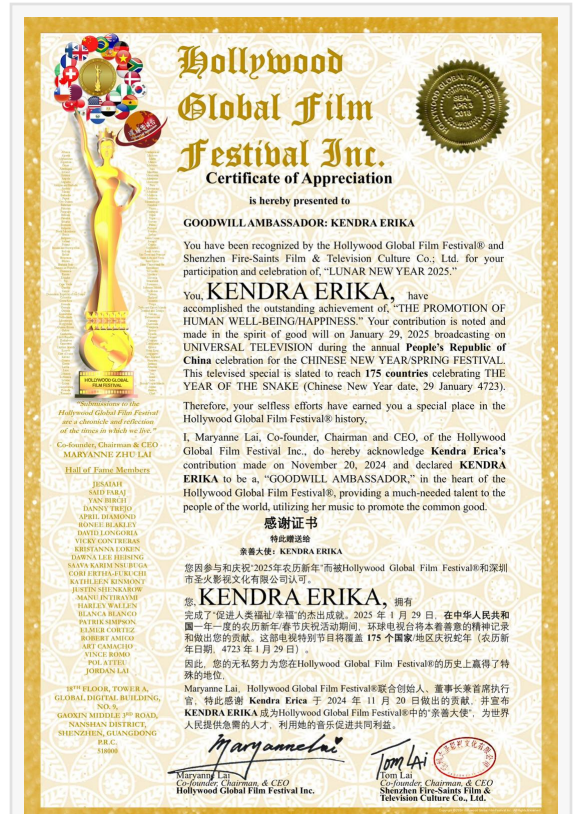 Hollywood
Global Film
Festival Inc.
Certificate of Appreciation
is hereby presented to
GOODWILL AMBASSADOR: KENDRA ERIKA
You have been recognized by the Hollywood Global Film Festival® and
Shenzhen Fire-Saints Film & Television Culture Co.; Ltd. for your
participation and celebration of, “LUNAR NEW YEAR 2025.”
You, KENDRA ERIKA, have
accomplished the outstanding achievement of, “THE PROMOTION OF
HUMAN WELL-BEING/HAPPINESS.” Your contribution is noted and
made in the spirit of good will on January 29, 2025 broadcasting on
UNIVERSAL TELEVISION during the annual People’s Republic of
China celebration for the CHINESE NEW YEAR/SPRING FESTIVAL.
This televised special is slated to reach 175 countries celebrating THE
YEAR OF THE SNAKE (Chinese New Year date, 29 January 4723).
Therefore, your selfless efforts have earned you a special place in the
Hollywood Global Film Festival® history,
I, Maryanne Lai, Co-founder, Chairman and CEO, of the Hollywood
Global Film Festival Inc., do hereby acknowledge Kendra Erica’s
contribution made on November 20, 2024 and declared KENDRA
ERIKA to be a, “GOODWILL AMBASSADOR,” in the heart of the
Hollywood Global Film Festival®, providing a much-needed talent to the
people of the world, utilizing her music to promote the common good.
感谢证书
特此赠送给
亲善大使：KENDRA ERIKA
您因参与和庆祝“2025年农历新年”而被Hollywood Global Film Festival®和深圳
市圣火影视文化有限公司认可。
您, KENDRA ERIKA, 拥有
完成了“促进人类福祉/幸福”的杰出成就。2025 年 1 月 29 日，在中华人民共和
国一年一度的农历新年/春节庆祝活动期间，环球电视台将本着善意的精神记录
和做出您的贡献。这部电视特别节目将覆盖 175 个国家/地区庆祝蛇年（农历新
年日期，4723 年 1 月 29 日）。
因此，您的无私努力为您在Hollywood Global Film Festival®的历史上赢得了特
殊的地位,
Maryanne Lai，Hollywood Global Film Festival®联合创始人、董事长兼首席执行
官，特此感谢 Kendra Erica 于 2024 年 11 月 20 日做出的贡献，并宣布
KENDRA ERIKA 成为Hollywood Global Film Festival®中的“亲善大使”，为世界
人民提供急需的人才，利用她的音乐促进共同利益。
Maryanne Lai
Tom Lai
Maryanne Lai
Co-founder, Chairman, & CEO
Hollywood Global Film Festival Inc.
Tom Lai
Co-founder, Chairman, & CEO
Shenzhen Fire-Saints Film &
Television Culture Co., Ltd.
HOLLYWOOD GLOBAL FILM FESTIVAL
SEAL
APR 3
2018
HOLLYWOOD GLOBAL
FILM FESTIVAL
“Submissions to the
Hollywood Global Film Festival
are a chronicle and reflection
of the times in which we live.”
Co-founder, Chairman & CEO
MARYANNE ZHU LAI
Hall of Fame Members
JESAIAH
SAID FARAJ
YAN BIRCH
DANNY TREJO
APRIL DIAMOND
RONEE BLAKLEY
DAVID LONGORIA
VICKY CONTRERAS
KRISTANNA LOKEN
DAWNA LEE HEISING
SAAVA KARIM NSUBUGA
CORI ERTHA-FUKUCHI
KATHLEEN KINMONT
JUSTIN SHENKAROW
MANU INTIRAYMI
HARLEY WALLEN
BLANCA BLANCO
PATRIK SIMPSON
ELMER CORTEZ
ROBERT AMICO
ART CAMACHO
VINCE ROMO
POL ATTEU
JORDAN LAI
18TH FLOOR, TOWER A,
GLOBAL DIGITAL BUILDING,
NO. 9,
GAOXIN MIDDLE 3RD ROAD,
NANSHAN DISTRICT,
SHENZHEN, GUANGDONG
P.R.C.
518000